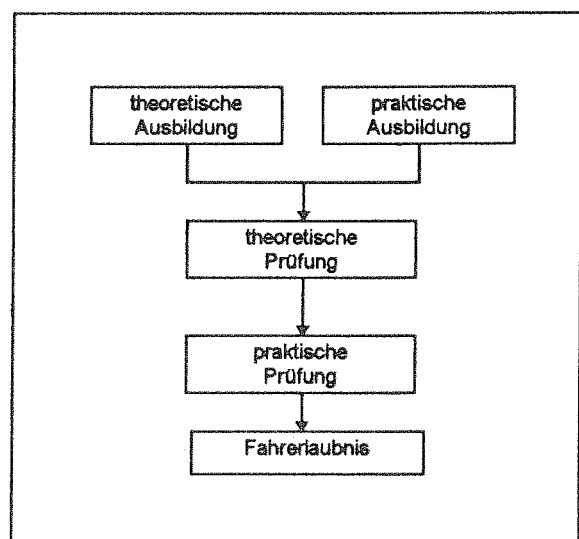 theoretische
Ausbildung
praktische
Ausbildung
theoretische
Prüfung
praktische
Prüfung
Fahrerlaubnis